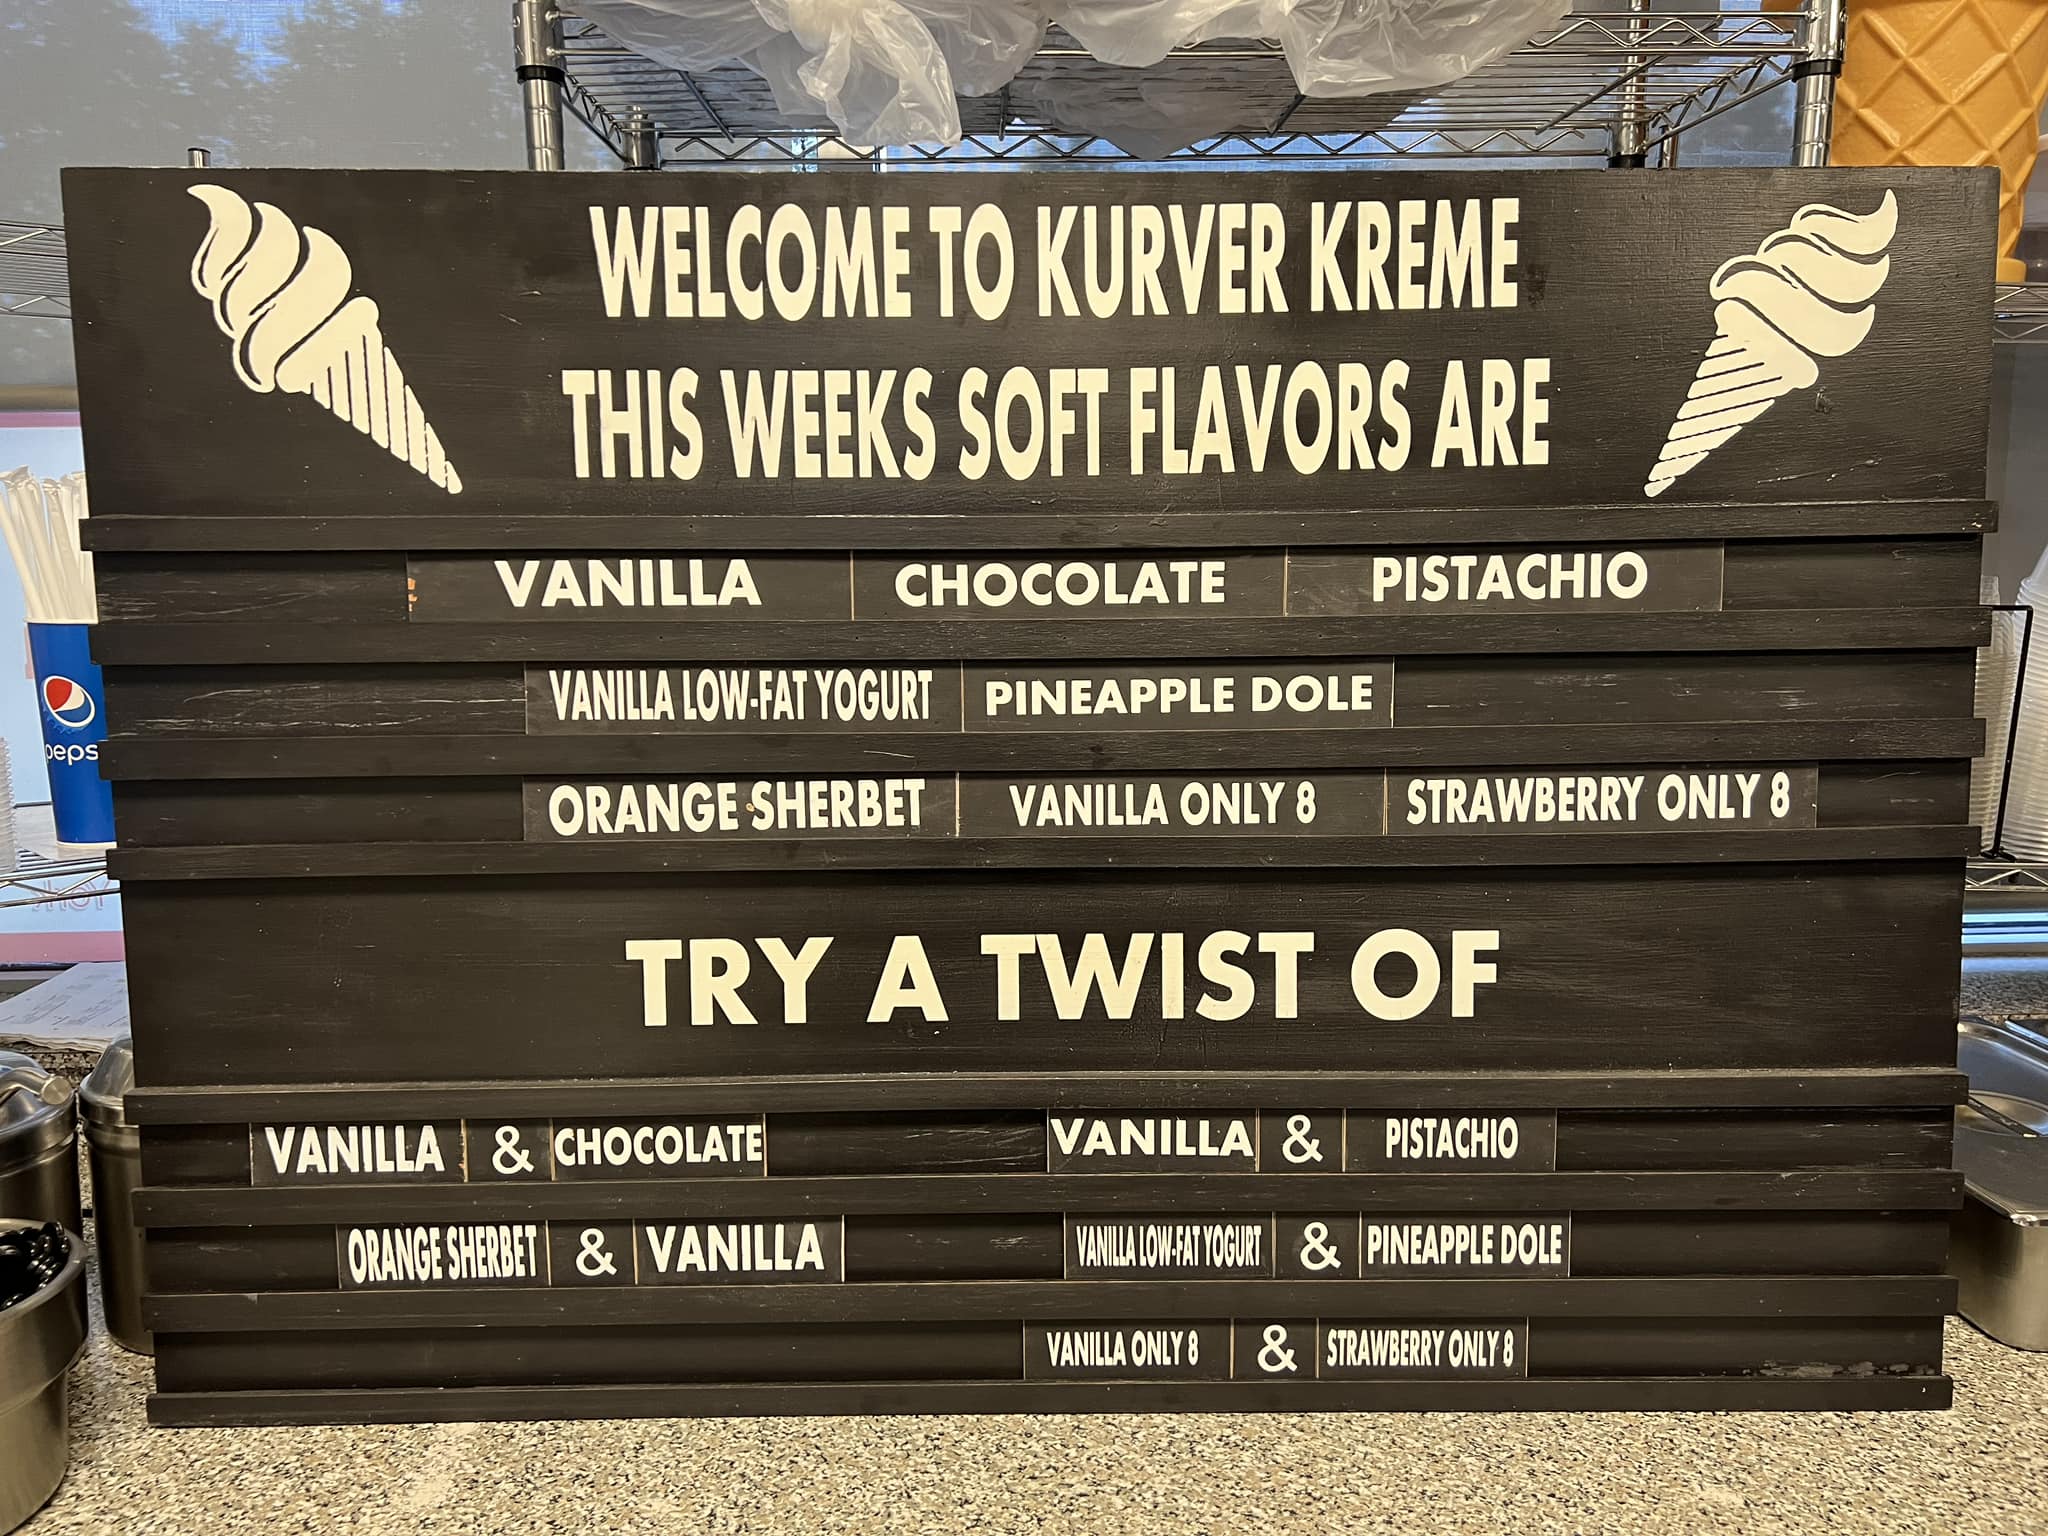 WELCOME TO KURVER KREME
THIS WEEKS SOFT FLAVORS ARE
VANILLA CHOCOLATE PISTACHIO
VANILLA LOW-FAT YOGURT PINEAPPLE DOLE
ORANGE SHERBET VANILLA ONLY 8 STRAWBERRY ONLY 8
TRY A TWIST OF
VANILLA & CHOCOLATE VANILLA & PISTACHIO
ORANGE SHERBET & VANILLA VANILLA LOW-FAT YOGURT & PINEAPPLE DOLE
VANILLA ONLY 8 & STRAWBERRY ONLY 8
peps